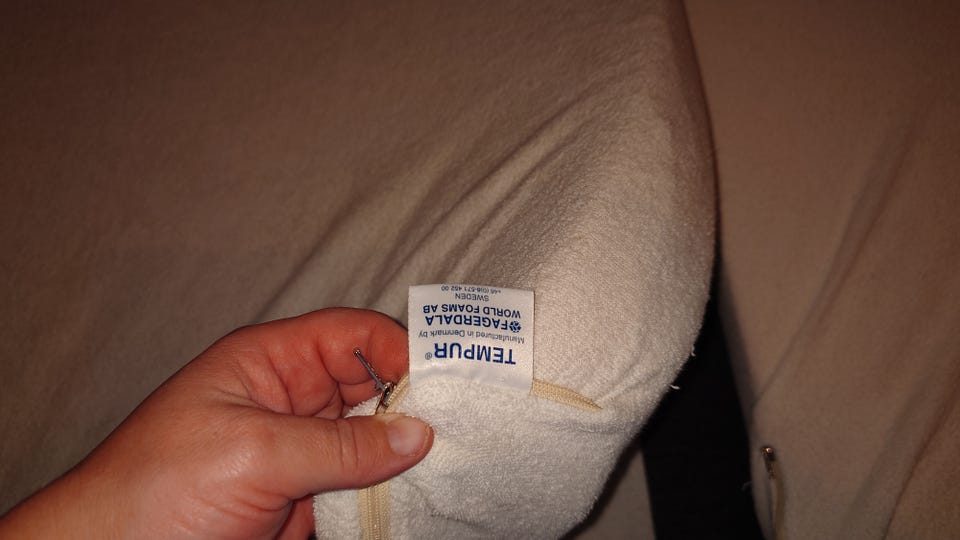 TEMPUR®
Manufactured in Denmark by
FAGERDALA
WORLD FOAMS AB
SWEDEN
+46 (0)8-571 452 00